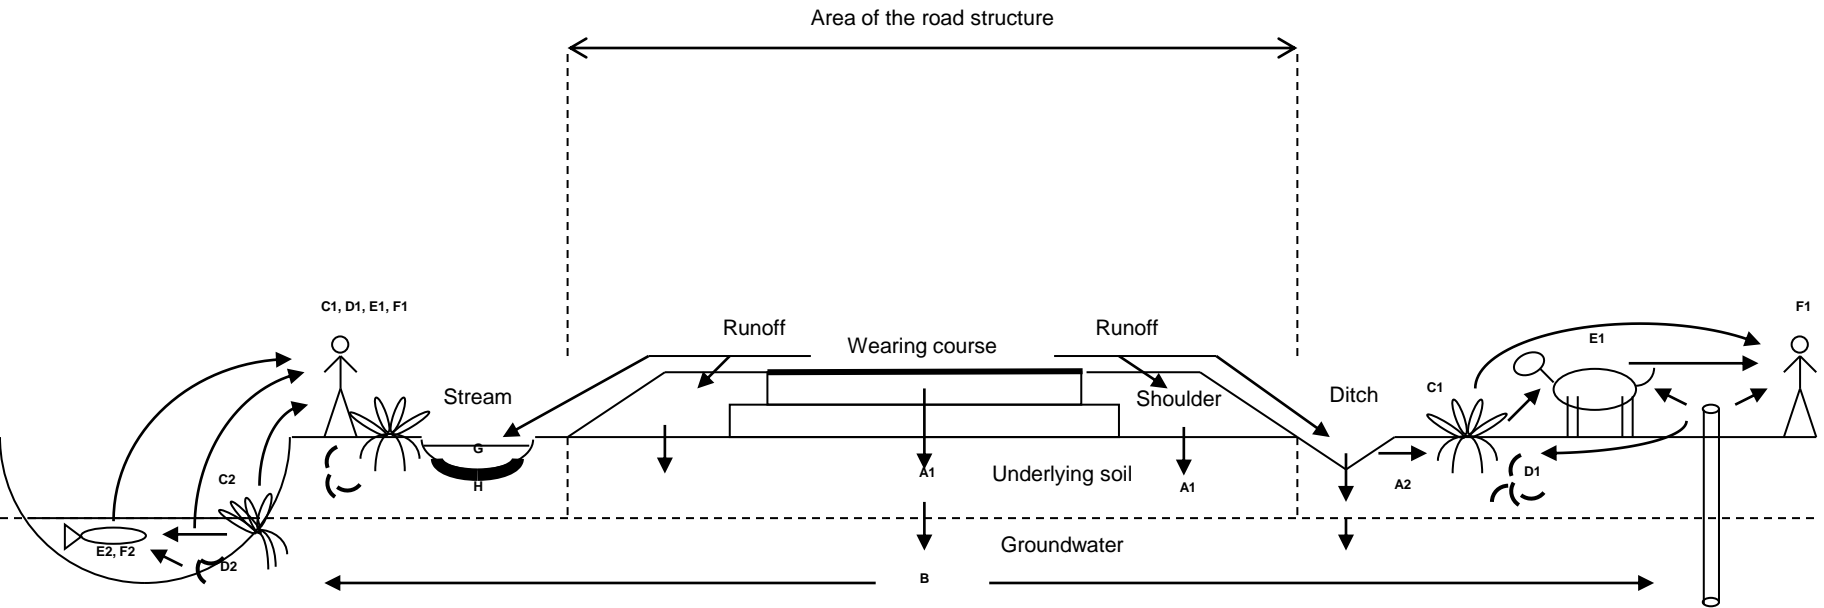 Area of the road structure
C1, D1, E1, F1
F1
Runoff
Runoff
Wearing course
E1
Stream
Shoulder
Ditch
C1
G
H
C2
A1
Underlying soil
A1
A2
D1
E2, F2
D2
Groundwater
B